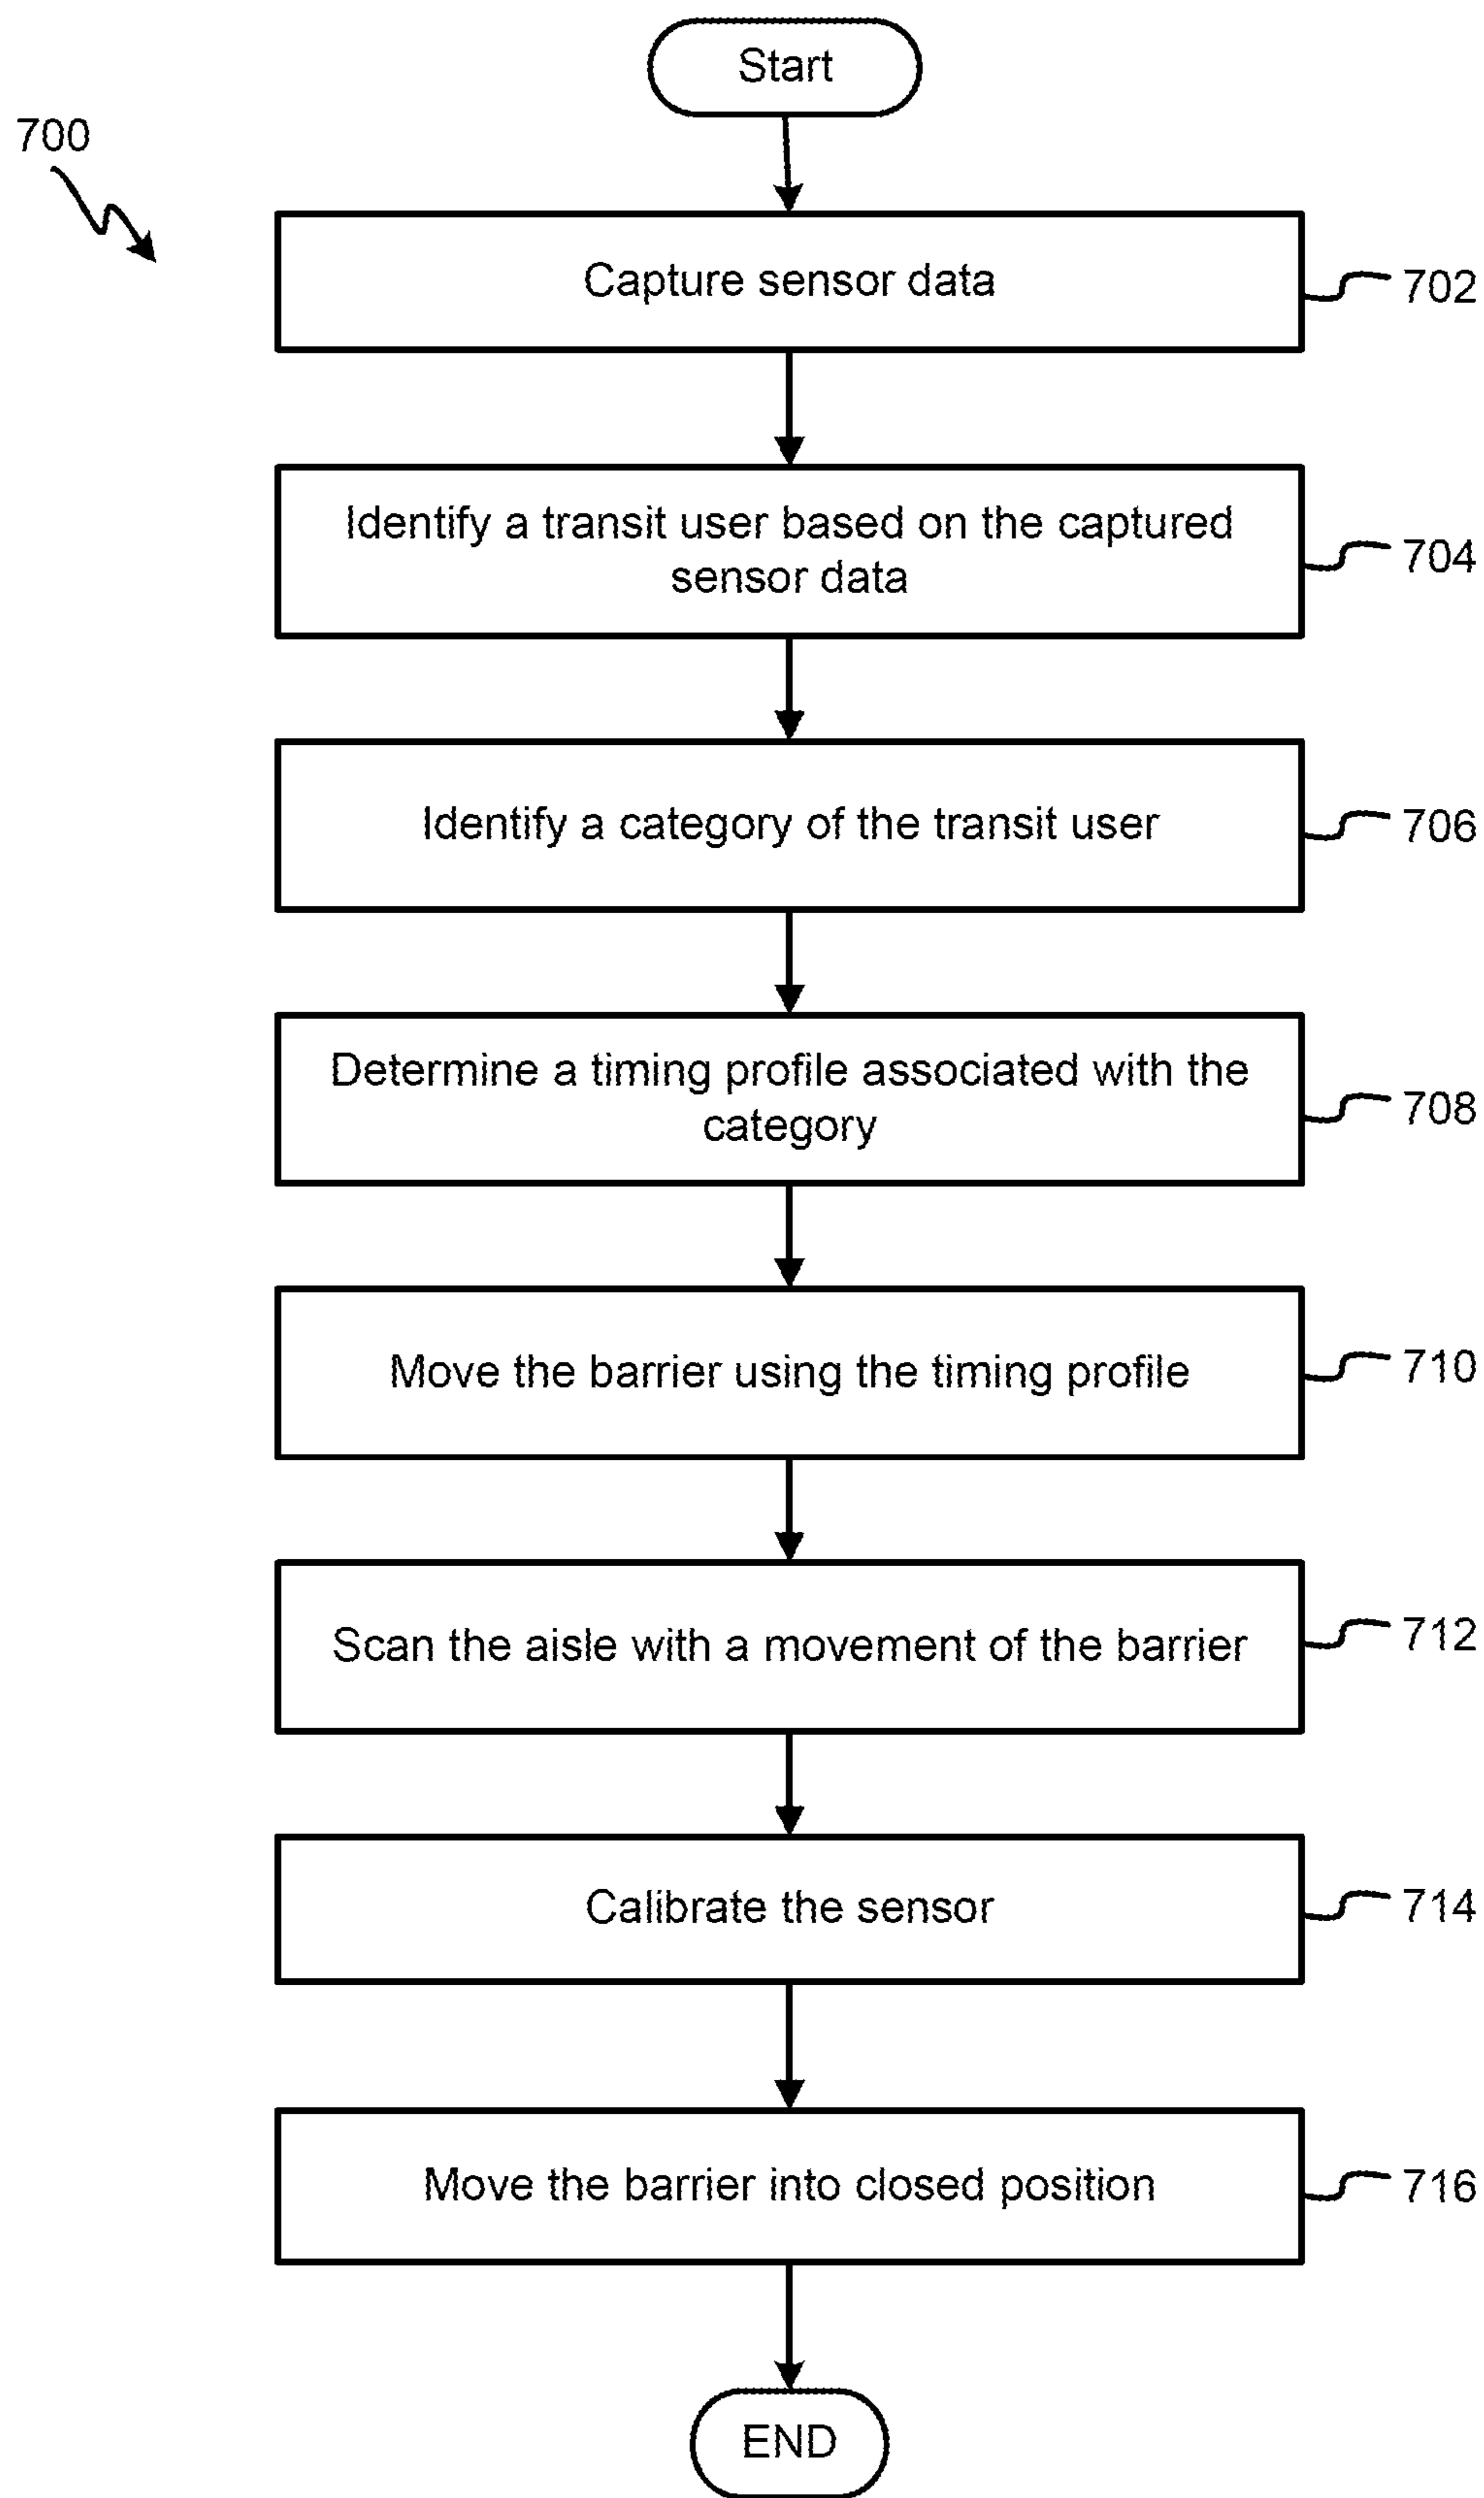 Start
700
Capture sensor data
702
Identify a transit user based on the captured
sensor data
704
Identify a category of the transit user
706
Determine a timing profile associated with the
category
708
Move the barrier using the timing profile
710
Scan the aisle with a movement of the barrier
712
Calibrate the sensor
714
Move the barrier into closed position
716
END